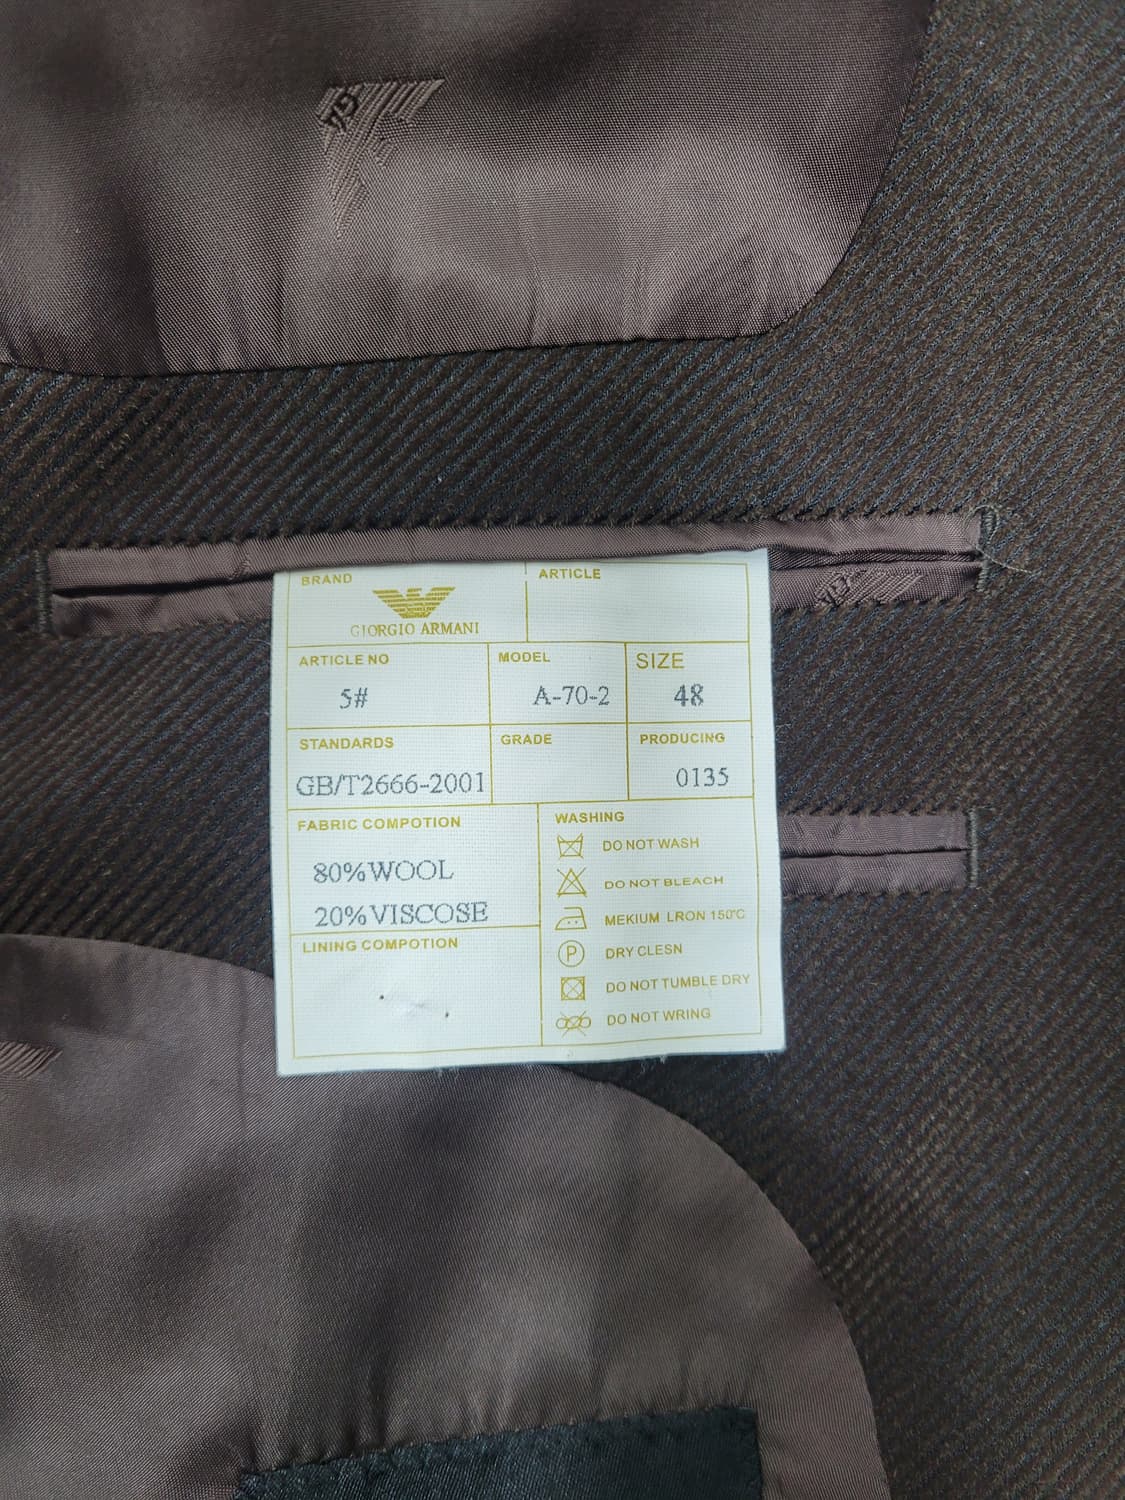 BRAND
GIORGIO ARMANI
ARTICLE
ARTICLE NO
5#
MODEL
A-70-2
SIZE
48
STANDARDS
GB/T2666-2001
GRADE
PRODUCING
0135
FABRIC COMPOTION
80%WOOL
20%VISCOSE
LINING COMPOTION
WASHING
DO NOT WASH
DO NOT BLEACH
MEKIUM LRON 150°C
P DRY CLESN
DO NOT TUMBLE DRY
DO NOT WRING